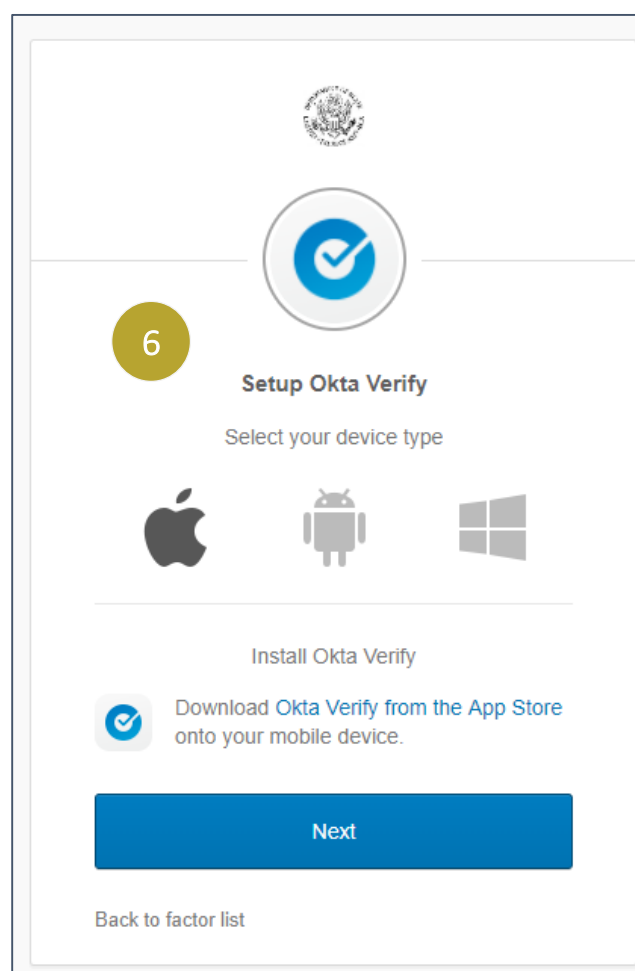 6
Setup Okta Verify
Select your device type
Install Okta Verify
Download Okta Verify from the App Store
onto your mobile device.
Next
Back to factor list